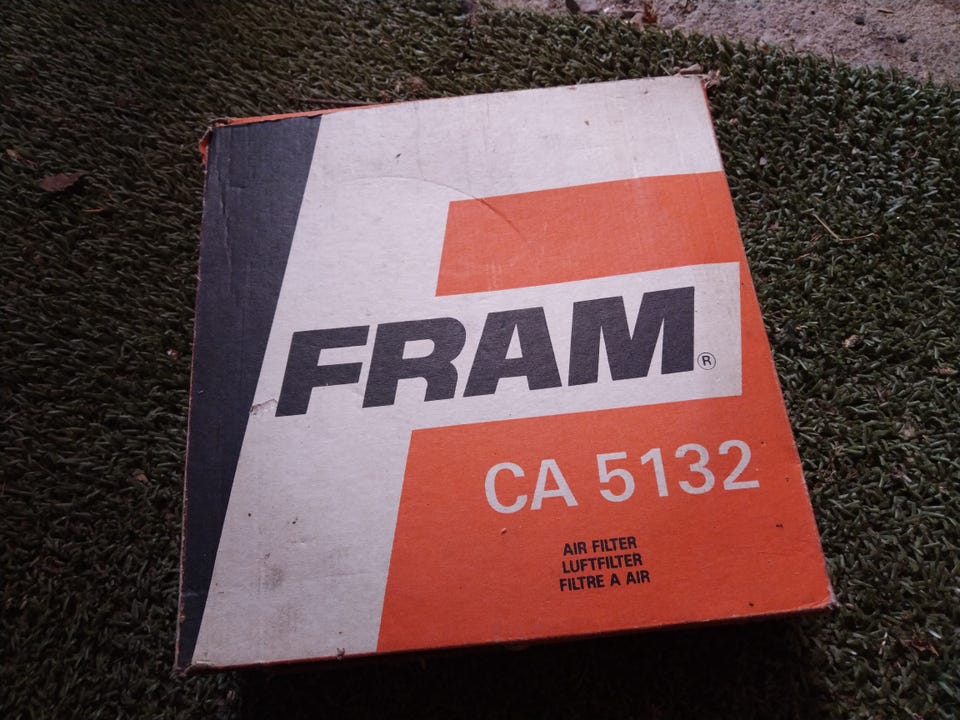 FRAM®
CA 5132
AIR FILTER
LUFTFILTER
FILTRE A AIR